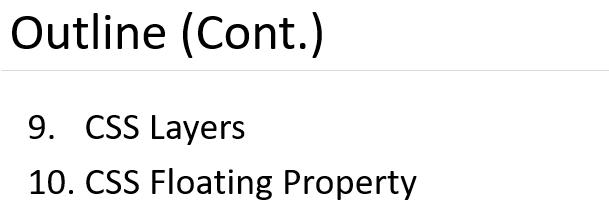 Outline (Cont.)
9. CSS Layers
10. CSS Floating Property